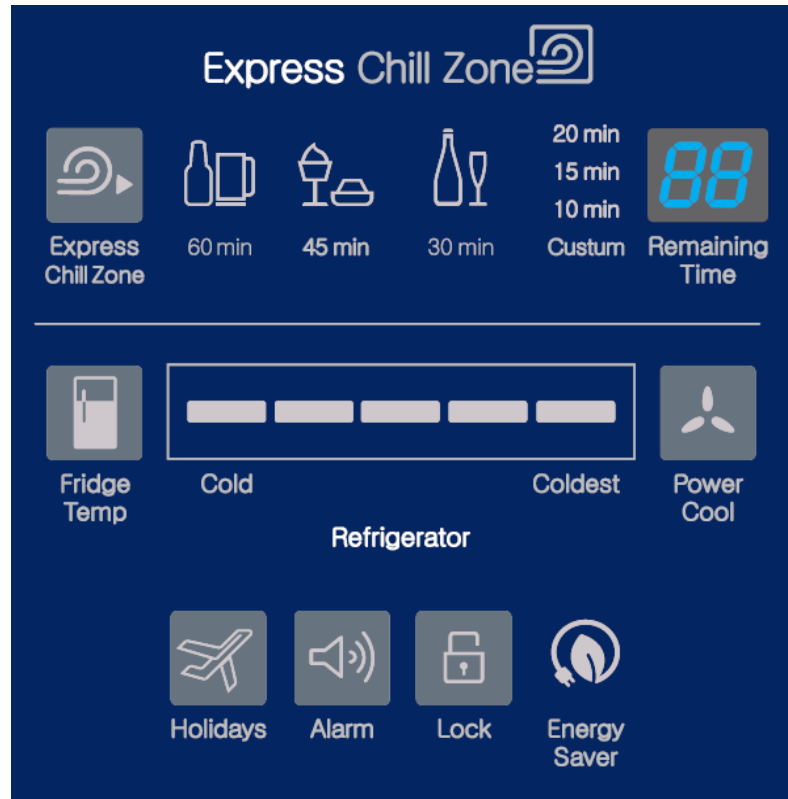 Express Chill Zone
20 min
15 min
10 min
88
Express
Chill Zone
60 min
45 min
30 min
Custum
Remaining
Time
Cold
Coldest
Fridge
Temp
Power
Cool
Refrigerator
Holidays
Alarm
Lock
Energy
Saver